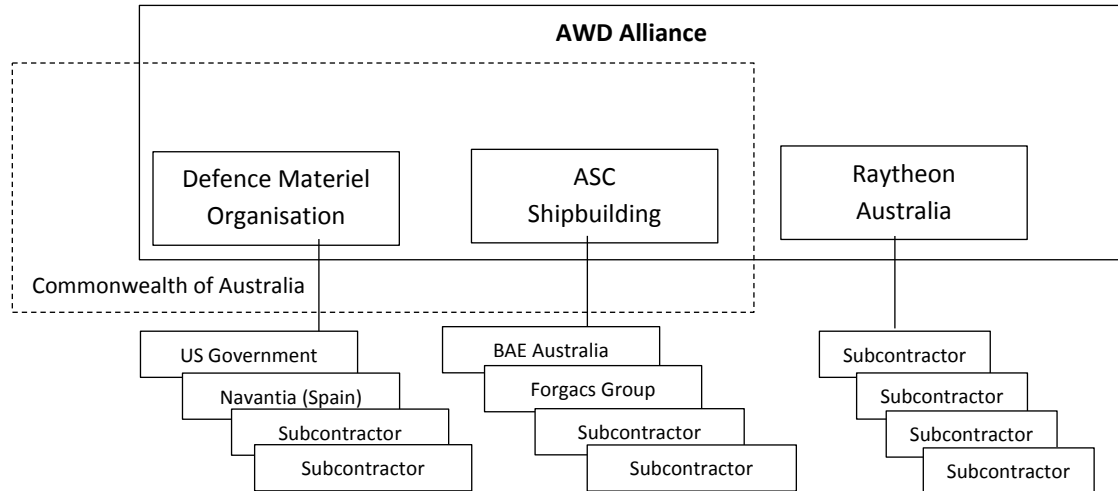 AWD Alliance
Defence Materiel
Organisation
ASC
Shipbuilding
Raytheon
Australia
Commonwealth of Australia
US Government
Navantia (Spain)
Subcontractor
Subcontractor
BAE Australia
Forgacs Group
Subcontractor
Subcontractor
Subcontractor
Subcontractor
Subcontractor
Subcontractor